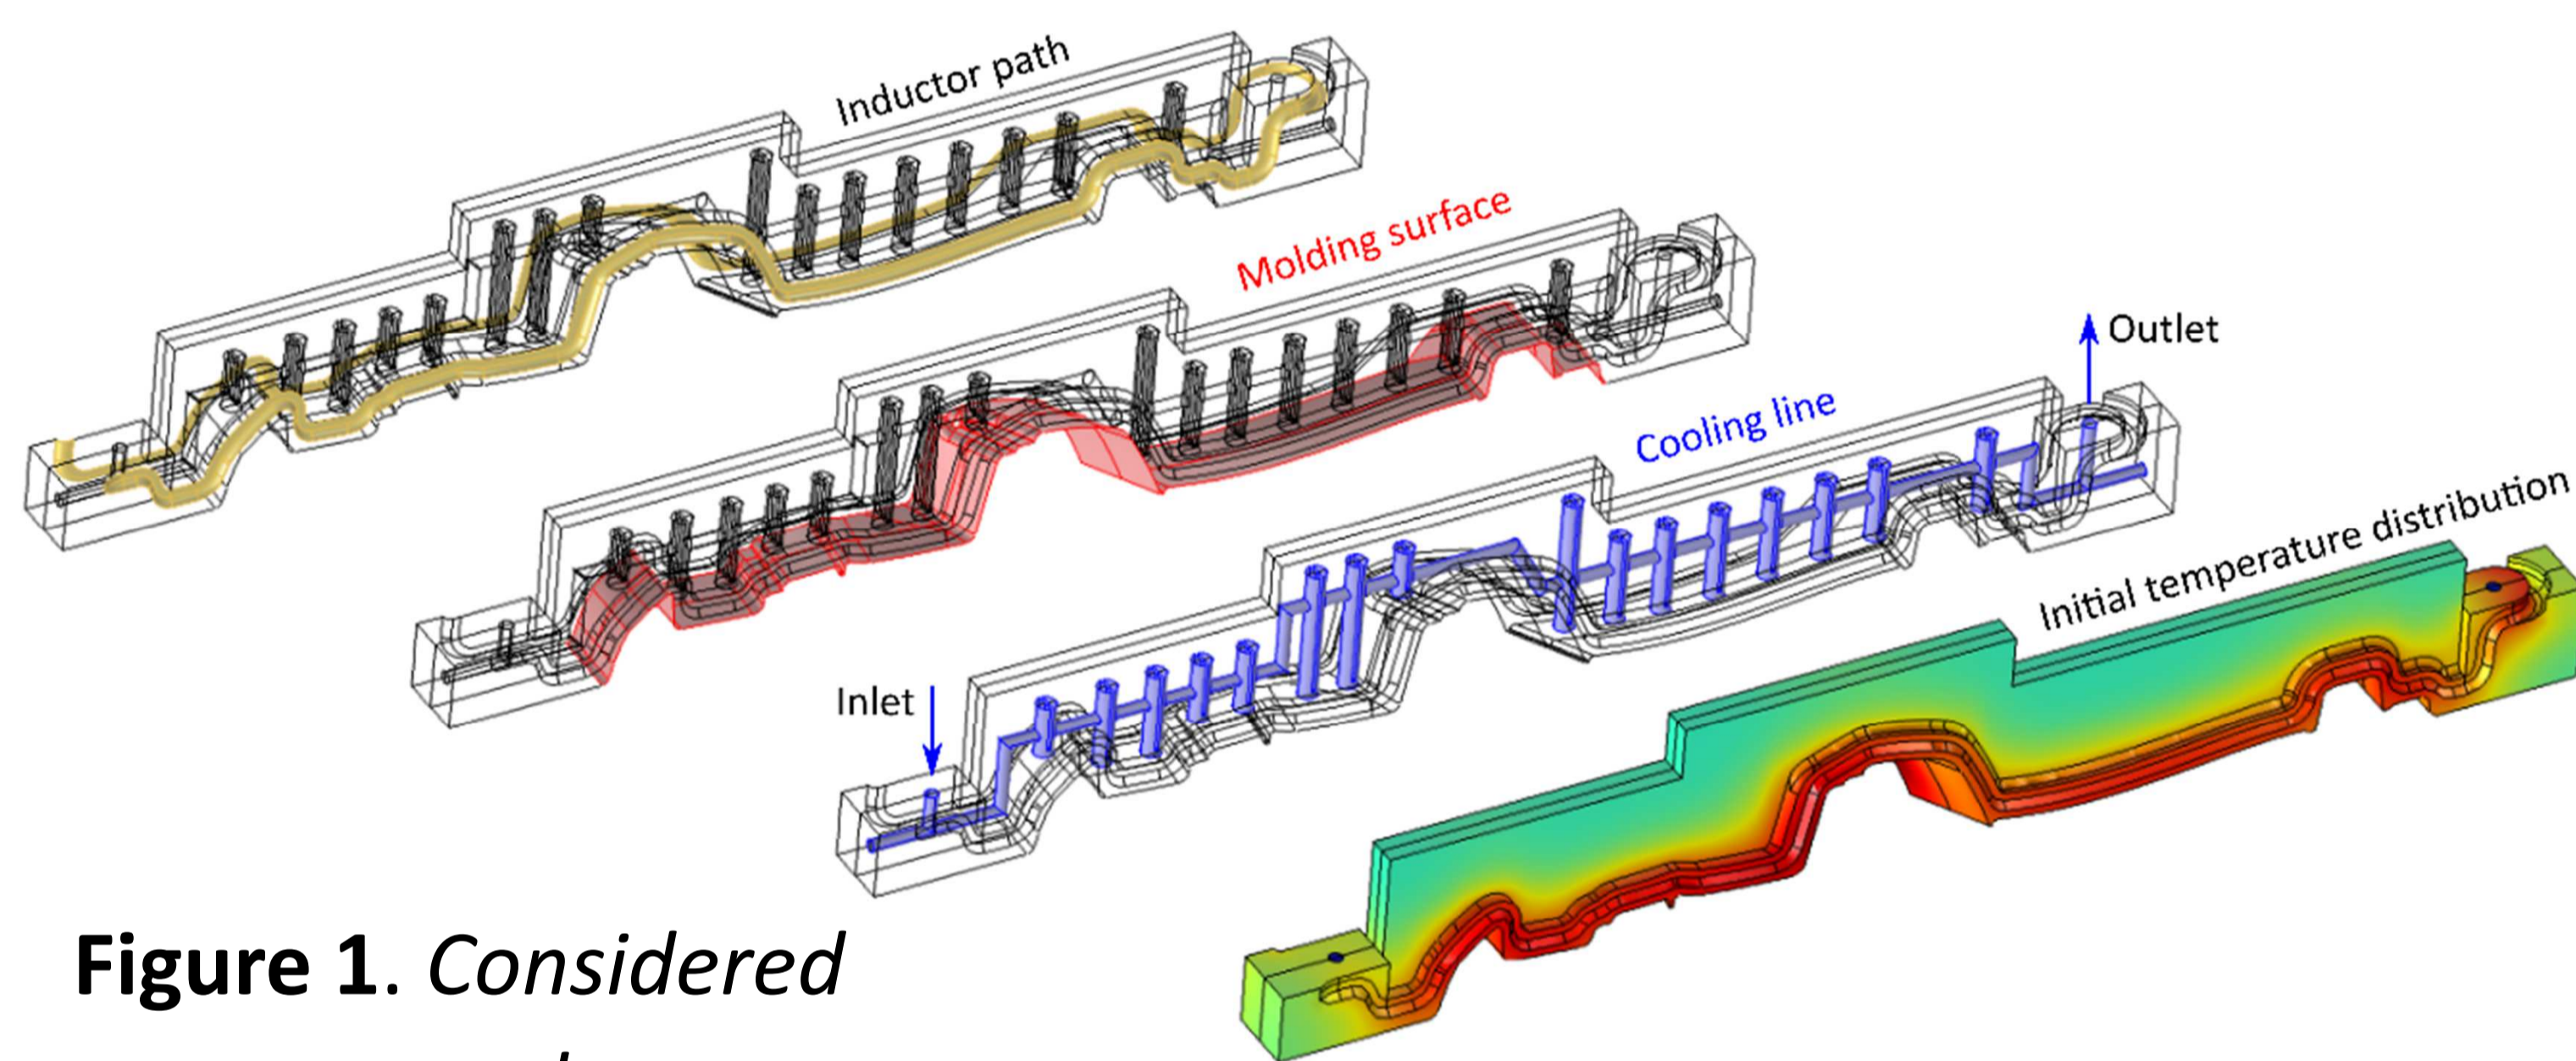 Inductor path
Molding surface
Outlet
Cooling line
Initial temperature distribution
Inlet
Figure 1. Considered